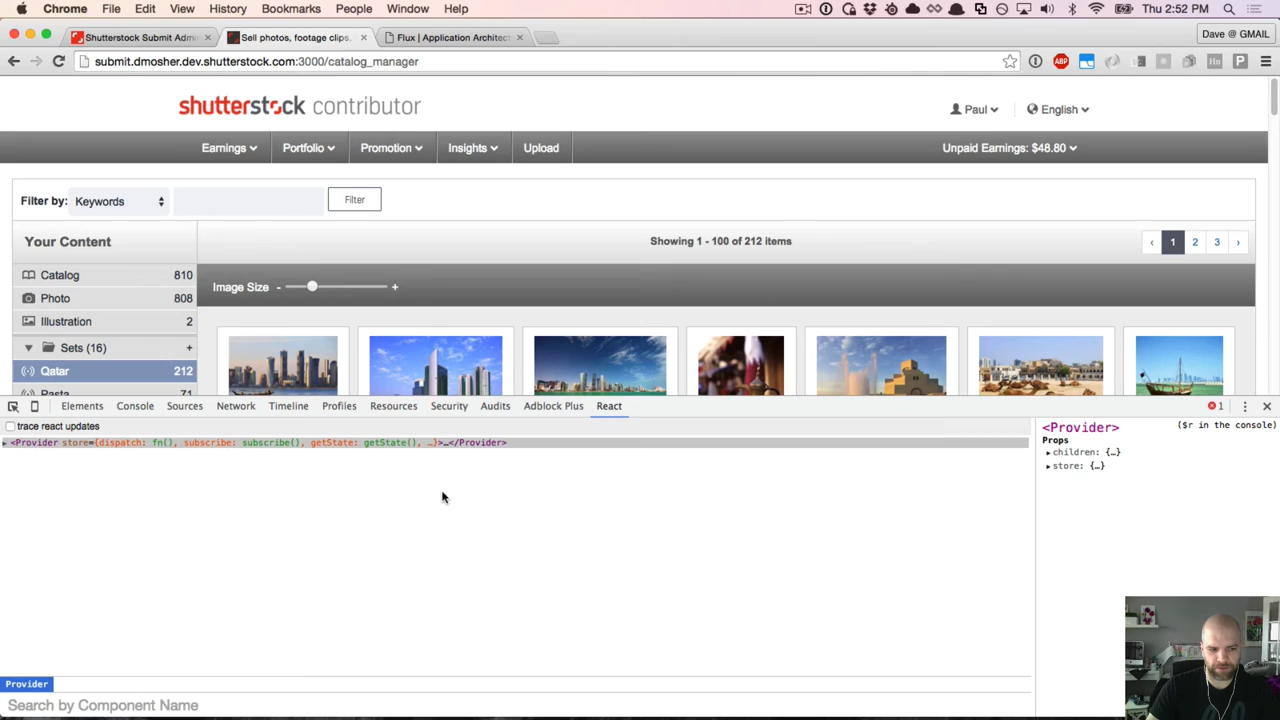 Chrome File Edit View History Bookmarks People Window Help Thu 2:52 PM
Shutterstock Submit Admi × Sell photos, footage clips, × Flux | Application Architect × Dave @ GMAIL
submit.dmosher.dev.shutterstock.com:3000/catalog_manager
shutterstock contributor Paul English
Earnings Portfolio Promotion Insights Upload Unpaid Earnings: $48.80
Filter by: Keywords Filter
Your Content Showing 1 - 100 of 212 items ‹ 1 2 3 ›
Catalog 810
Image Size - +
Photo 808
Illustration 2
Sets (16) +
Qatar 212
Pasta 71
Elements Console Sources Network Timeline Profiles Resources Security Audits Adblock Plus React 1
trace react updates
<Provider store={dispatch: fn(), subscribe: subscribe(), getState: getState(), …}>…</Provider>
<Provider> ($r in the console)
Props
children: {…}
store: {…}
Provider
Search by Component Name